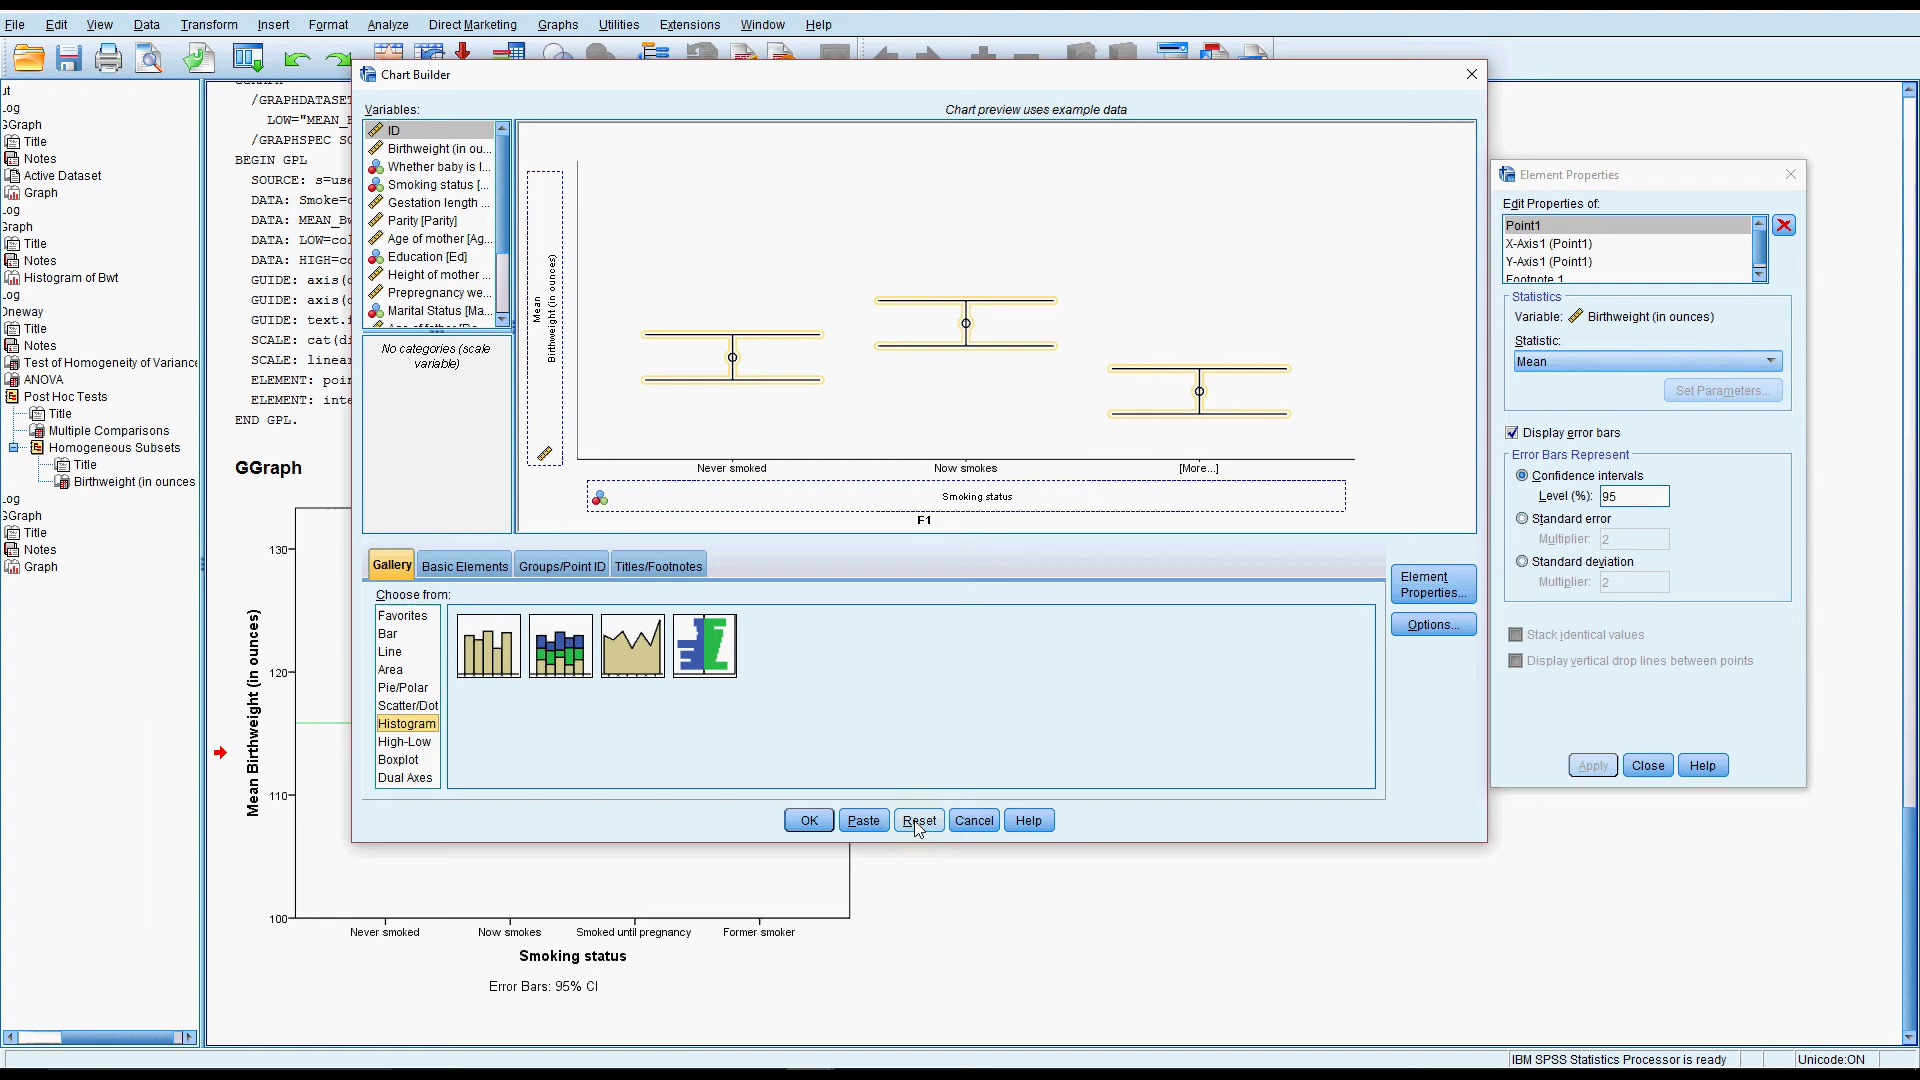 File Edit View Data Transform Insert Format Analyze Direct Marketing Graphs Utilities Extensions Window Help
Log
GGraph
Title
Notes
Active Dataset
Graph
Log
Title
Notes
Histogram of Bwt
Log
Title
Notes
Test of Homogeneity of Variance
ANOVA
Post Hoc Tests
Title
Multiple Comparisons
Homogeneous Subsets
Title
Birthweight (in ounces
Log
GGraph
Title
Notes
Graph
/GRAPHDATASET
LOW="MEAN_
/GRAPHSPEC SO
BEGIN GPL
SOURCE: s=use
DATA: Smoke=c
DATA: MEAN_Bw
DATA: LOW=col
DATA: HIGH=co
GUIDE: axis(
GUIDE: axis(
GUIDE: text.f
SCALE: cat(di
SCALE: linear
ELEMENT: poin
ELEMENT: inte
END GPL.
GGraph
130
120
110
100
Mean Birthweight (in ounces)
Never smoked Now smokes Smoked until pregnancy Former smoker
Smoking status
Error Bars: 95% CI
Chart Builder
Variables:
Chart preview uses example data
ID
Birthweight (in ou...
Whether baby is l...
Smoking status [...
Gestation length ...
Parity [Parity]
Age of mother [Ag...
Education [Ed]
Height of mother ...
Prepregnancy we...
Marital Status [Ma...
No categories (scale
variable)
Mean
Birthweight (in ounces)
Never smoked Now smokes [More...]
Smoking status
F1
Gallery Basic Elements Groups/Point ID Titles/Footnotes
Choose from:
Favorites
Bar
Line
Area
Pie/Polar
Scatter/Dot
Histogram
High-Low
Boxplot
Dual Axes
Element
Properties...
Options...
OK Paste Reset Cancel Help
Element Properties
Edit Properties of:
Point1
X-Axis1 (Point1)
Y-Axis1 (Point1)
Footnote 1
Statistics
Variable: Birthweight (in ounces)
Statistic:
Mean
Set Parameters...
Display error bars
Error Bars Represent
Confidence intervals
Level (%): 95
Standard error
Multiplier: 2
Standard deviation
Multiplier: 2
Stack identical values
Display vertical drop lines between points
Apply Close Help
IBM SPSS Statistics Processor is ready Unicode:ON